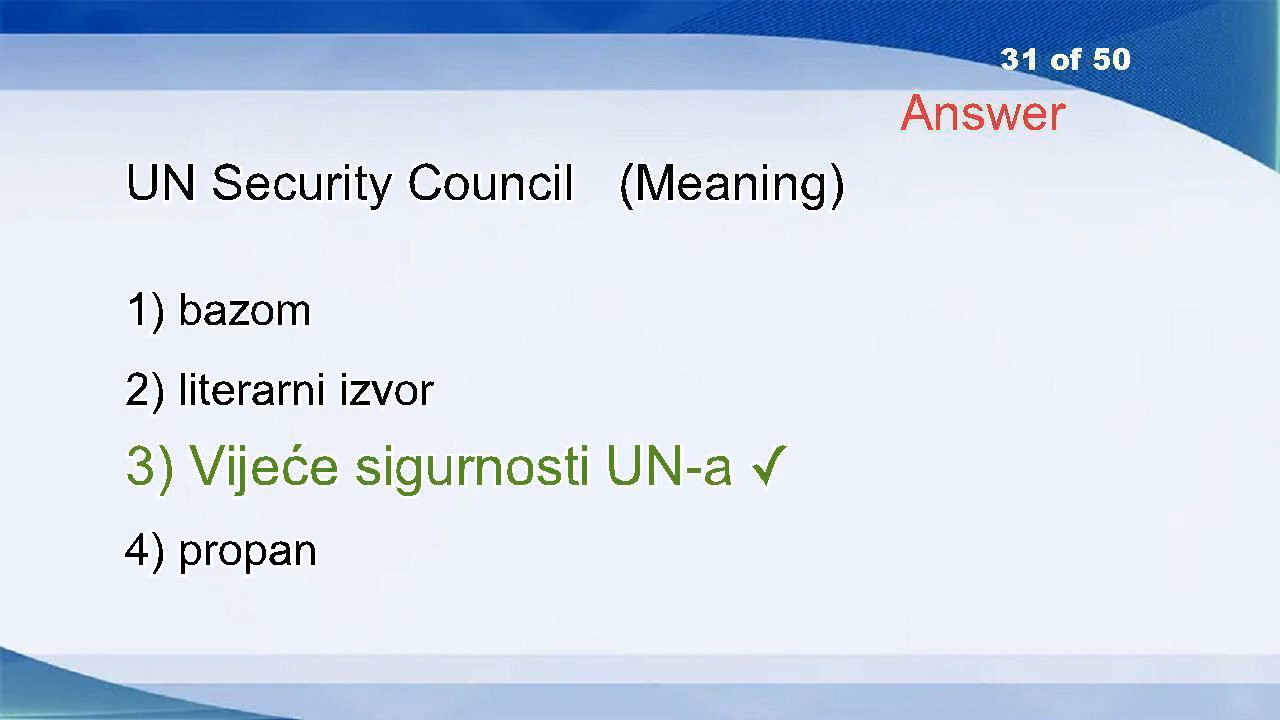 31 of 50
Answer
UN Security Council (Meaning)
1) bazom
2) literarni izvor
3) Vijeće sigurnosti UN-a ✓
4) propan